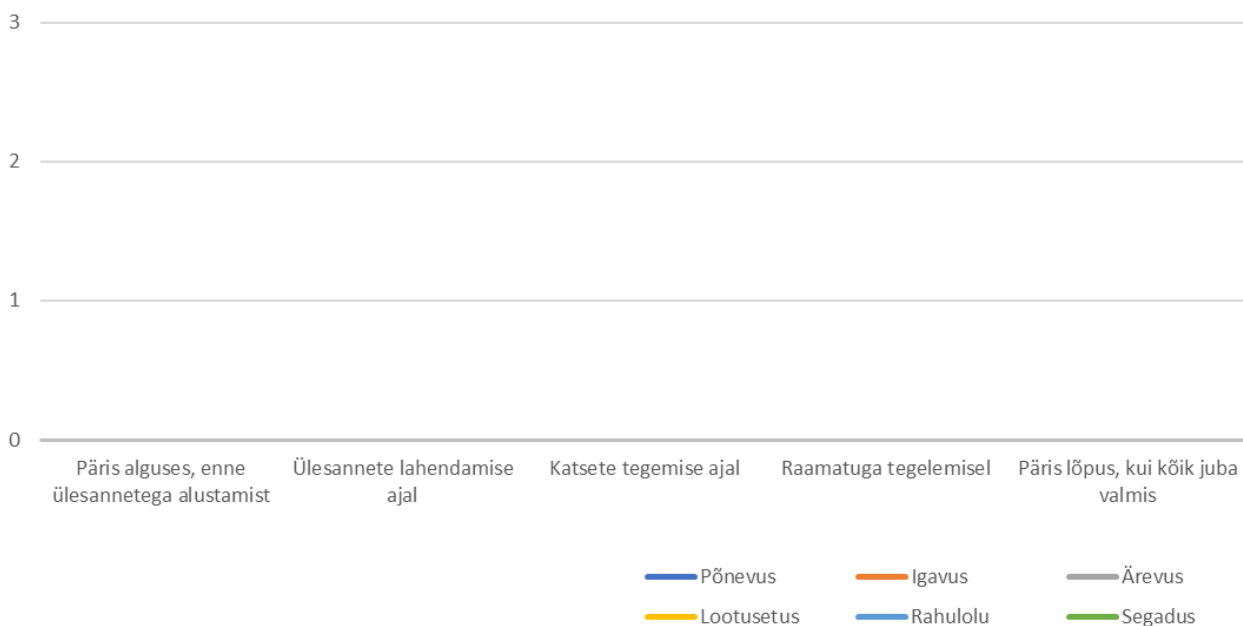 3
2
1
0
Päris alguses, enne
ülesannetega alustamist
Ülesannete lahendamise
ajal
Katsete tegemise ajal
Raamatuga tegelemisel
Päris lõpus, kui kõik juba
valmis
Põnevus
Igavus
Ärevus
Lootusetus
Rahulolu
Segadus